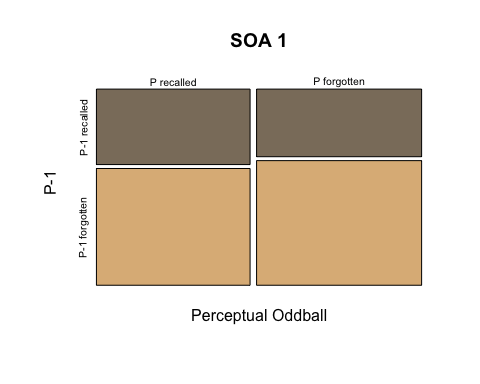 SOA 1
P recalled
P forgotten
P-1 recalled
P-1
P-1 forgotten
Perceptual Oddball